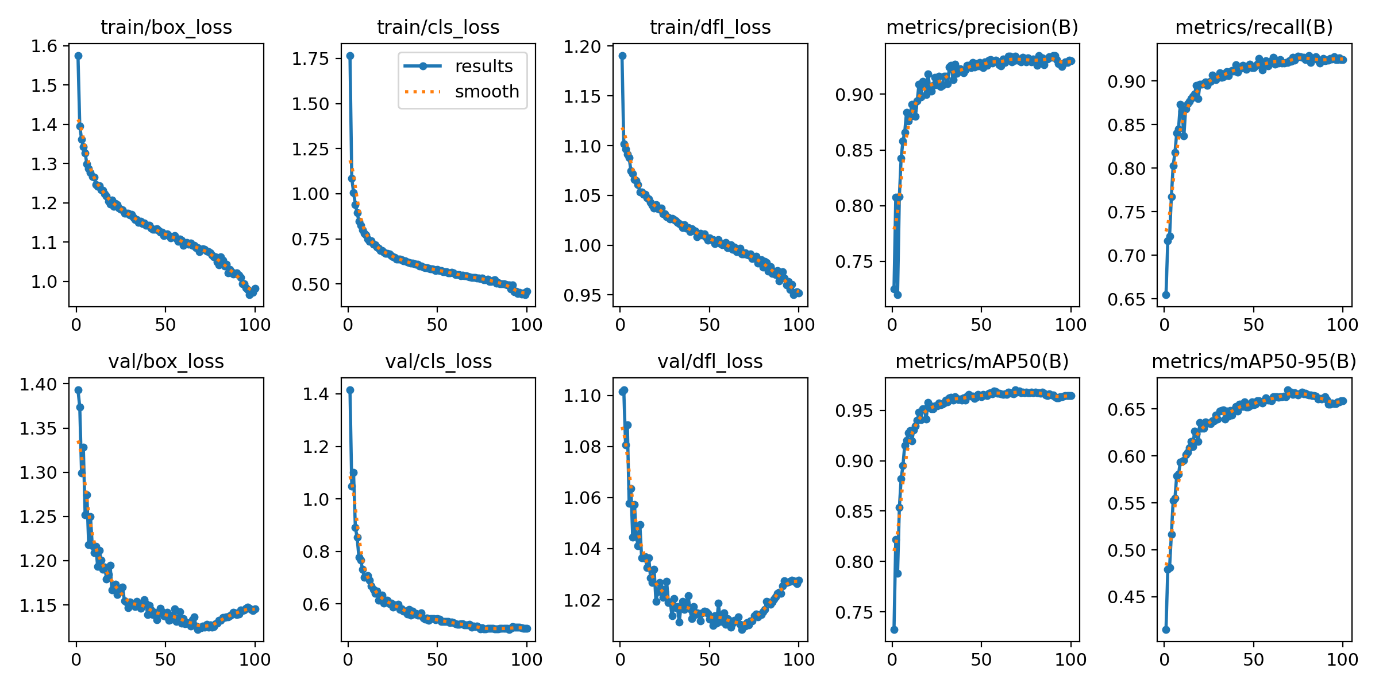 train/box_loss
1.6
1.5
1.4
1.3
1.2
1.1
1.0
0 50 100
train/cls_loss
results
smooth
1.75
1.50
1.25
1.00
0.75
0.50
0 50 100
train/dfl_loss
1.20
1.15
1.10
1.05
1.00
0.95
0 50 100
metrics/precision(B)
0.90
0.85
0.80
0.75
0 50 100
metrics/recall(B)
0.90
0.85
0.80
0.75
0.70
0.65
0 50 100
val/box_loss
1.40
1.35
1.30
1.25
1.20
1.15
0 50 100
val/cls_loss
1.4
1.2
1.0
0.8
0.6
0 50 100
val/dfl_loss
1.10
1.08
1.06
1.04
1.02
0 50 100
metrics/mAP50(B)
0.95
0.90
0.85
0.80
0.75
0 50 100
metrics/mAP50-95(B)
0.65
0.60
0.55
0.50
0.45
0 50 100